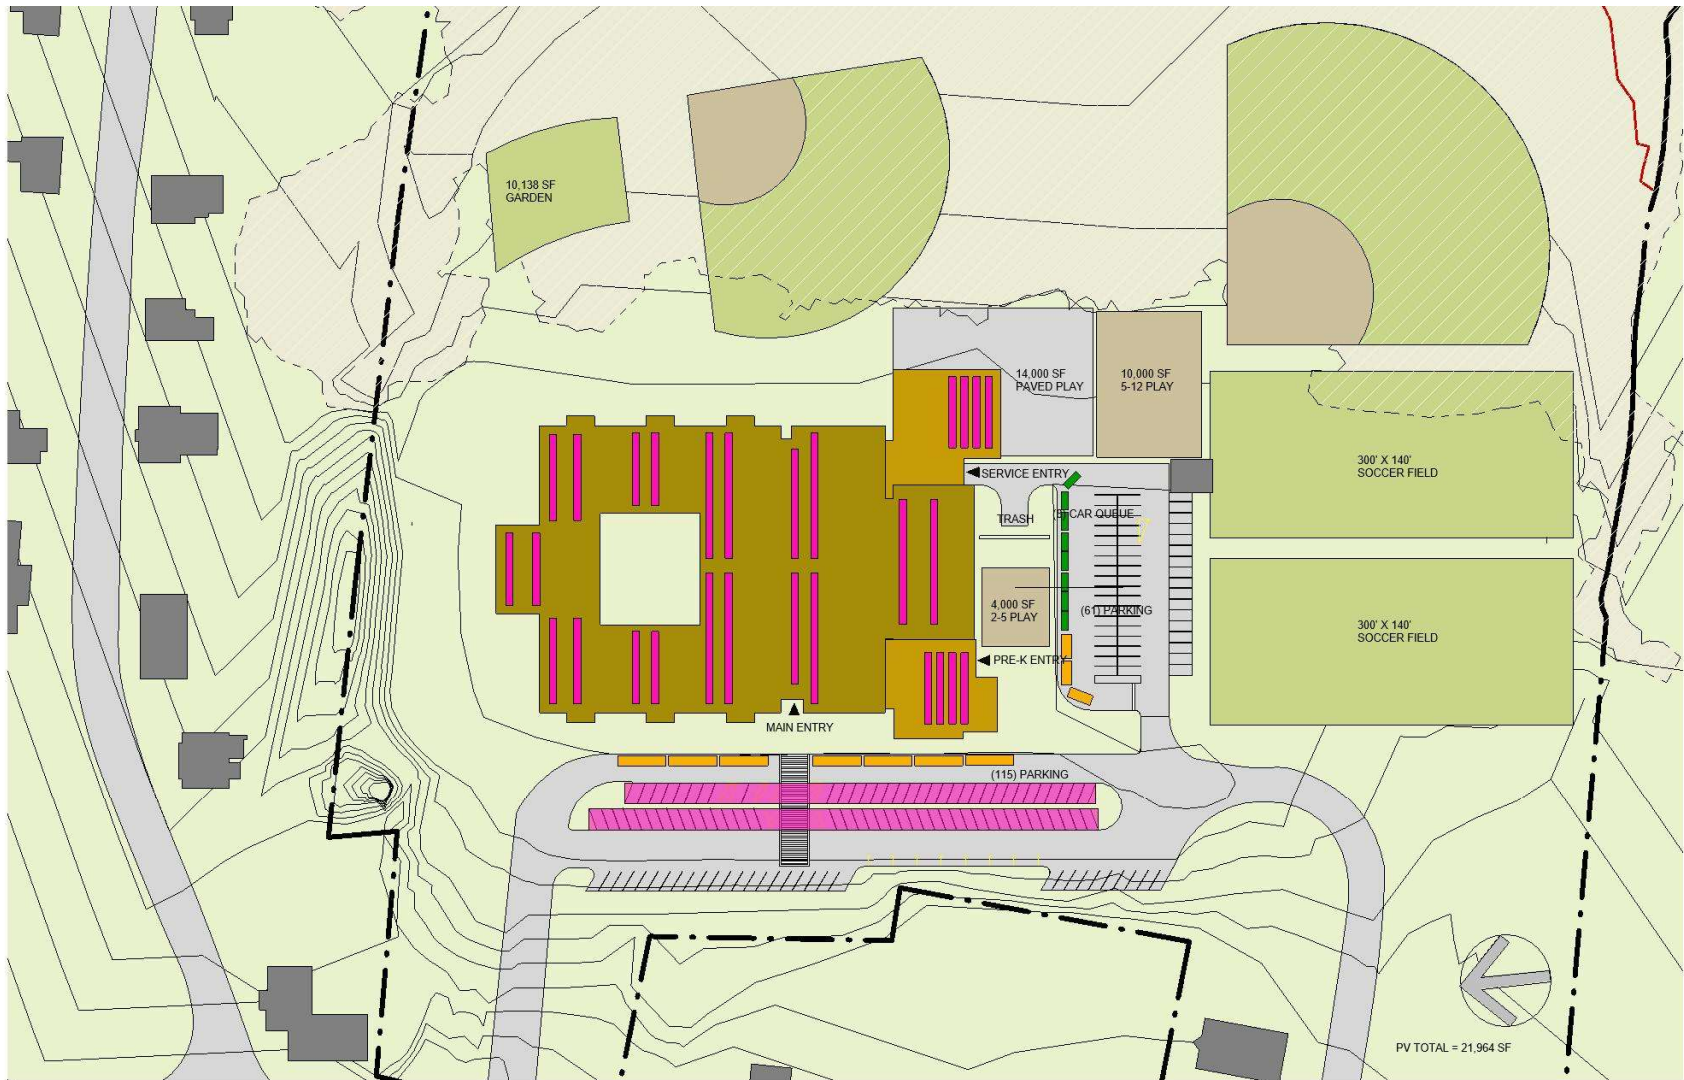 10,138 SF
GARDEN
14,000 SF
PAVED PLAY
10,000 SF
5-12 PLAY
300' X 140'
SOCCER FIELD
SERVICE ENTRY
TRASH
CAR QUEUE
4,000 SF
2-5 PLAY
(61) PARKING
300' X 140'
SOCCER FIELD
PRE-K ENTRY
MAIN ENTRY
(115) PARKING
PV TOTAL = 21,964 SF